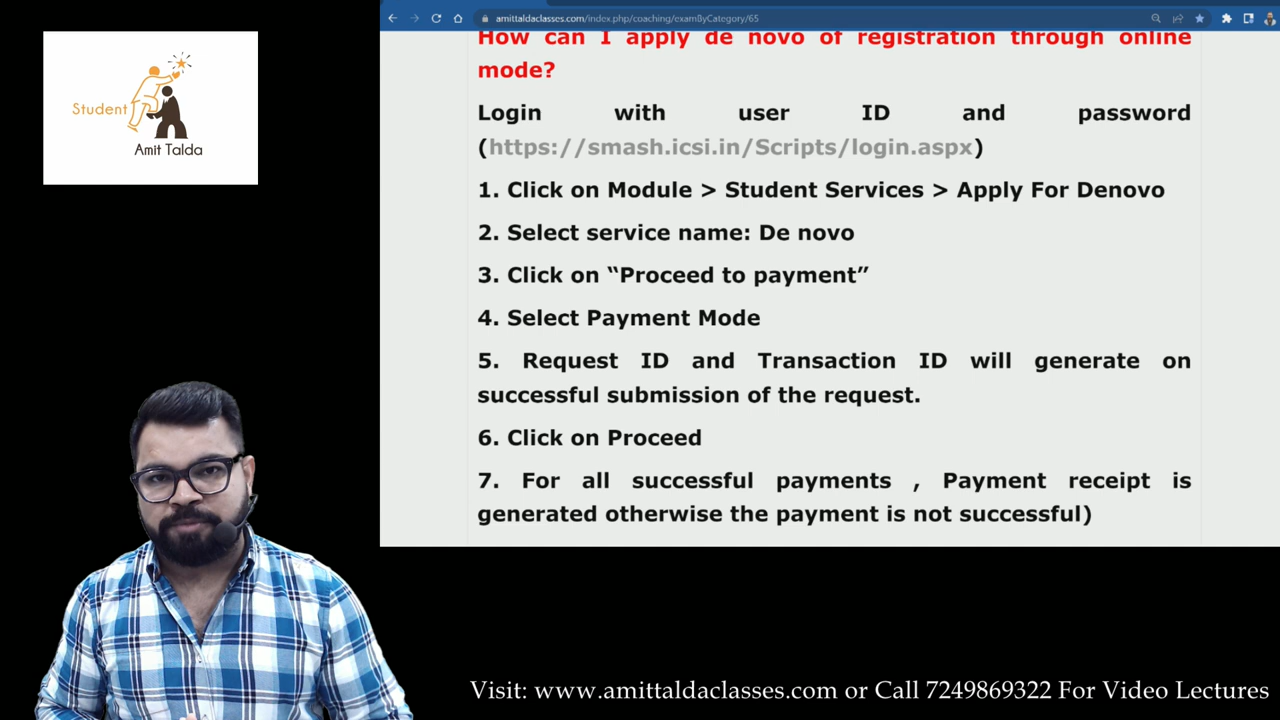 amittaldaclasses.com/index.php/coaching/examByCategory/65
How can I apply de novo of registration through online
mode?
Login with user ID and password
(https://smash.icsi.in/Scripts/login.aspx)
1. Click on Module > Student Services > Apply For Denovo
2. Select service name: De novo
3. Click on “Proceed to payment”
4. Select Payment Mode
5. Request ID and Transaction ID will generate on
successful submission of the request.
6. Click on Proceed
7. For all successful payments , Payment receipt is
generated otherwise the payment is not successful)
Student
Amit Talda
Visit: www.amittaldaclasses.com or Call 7249869322 For Video Lectures